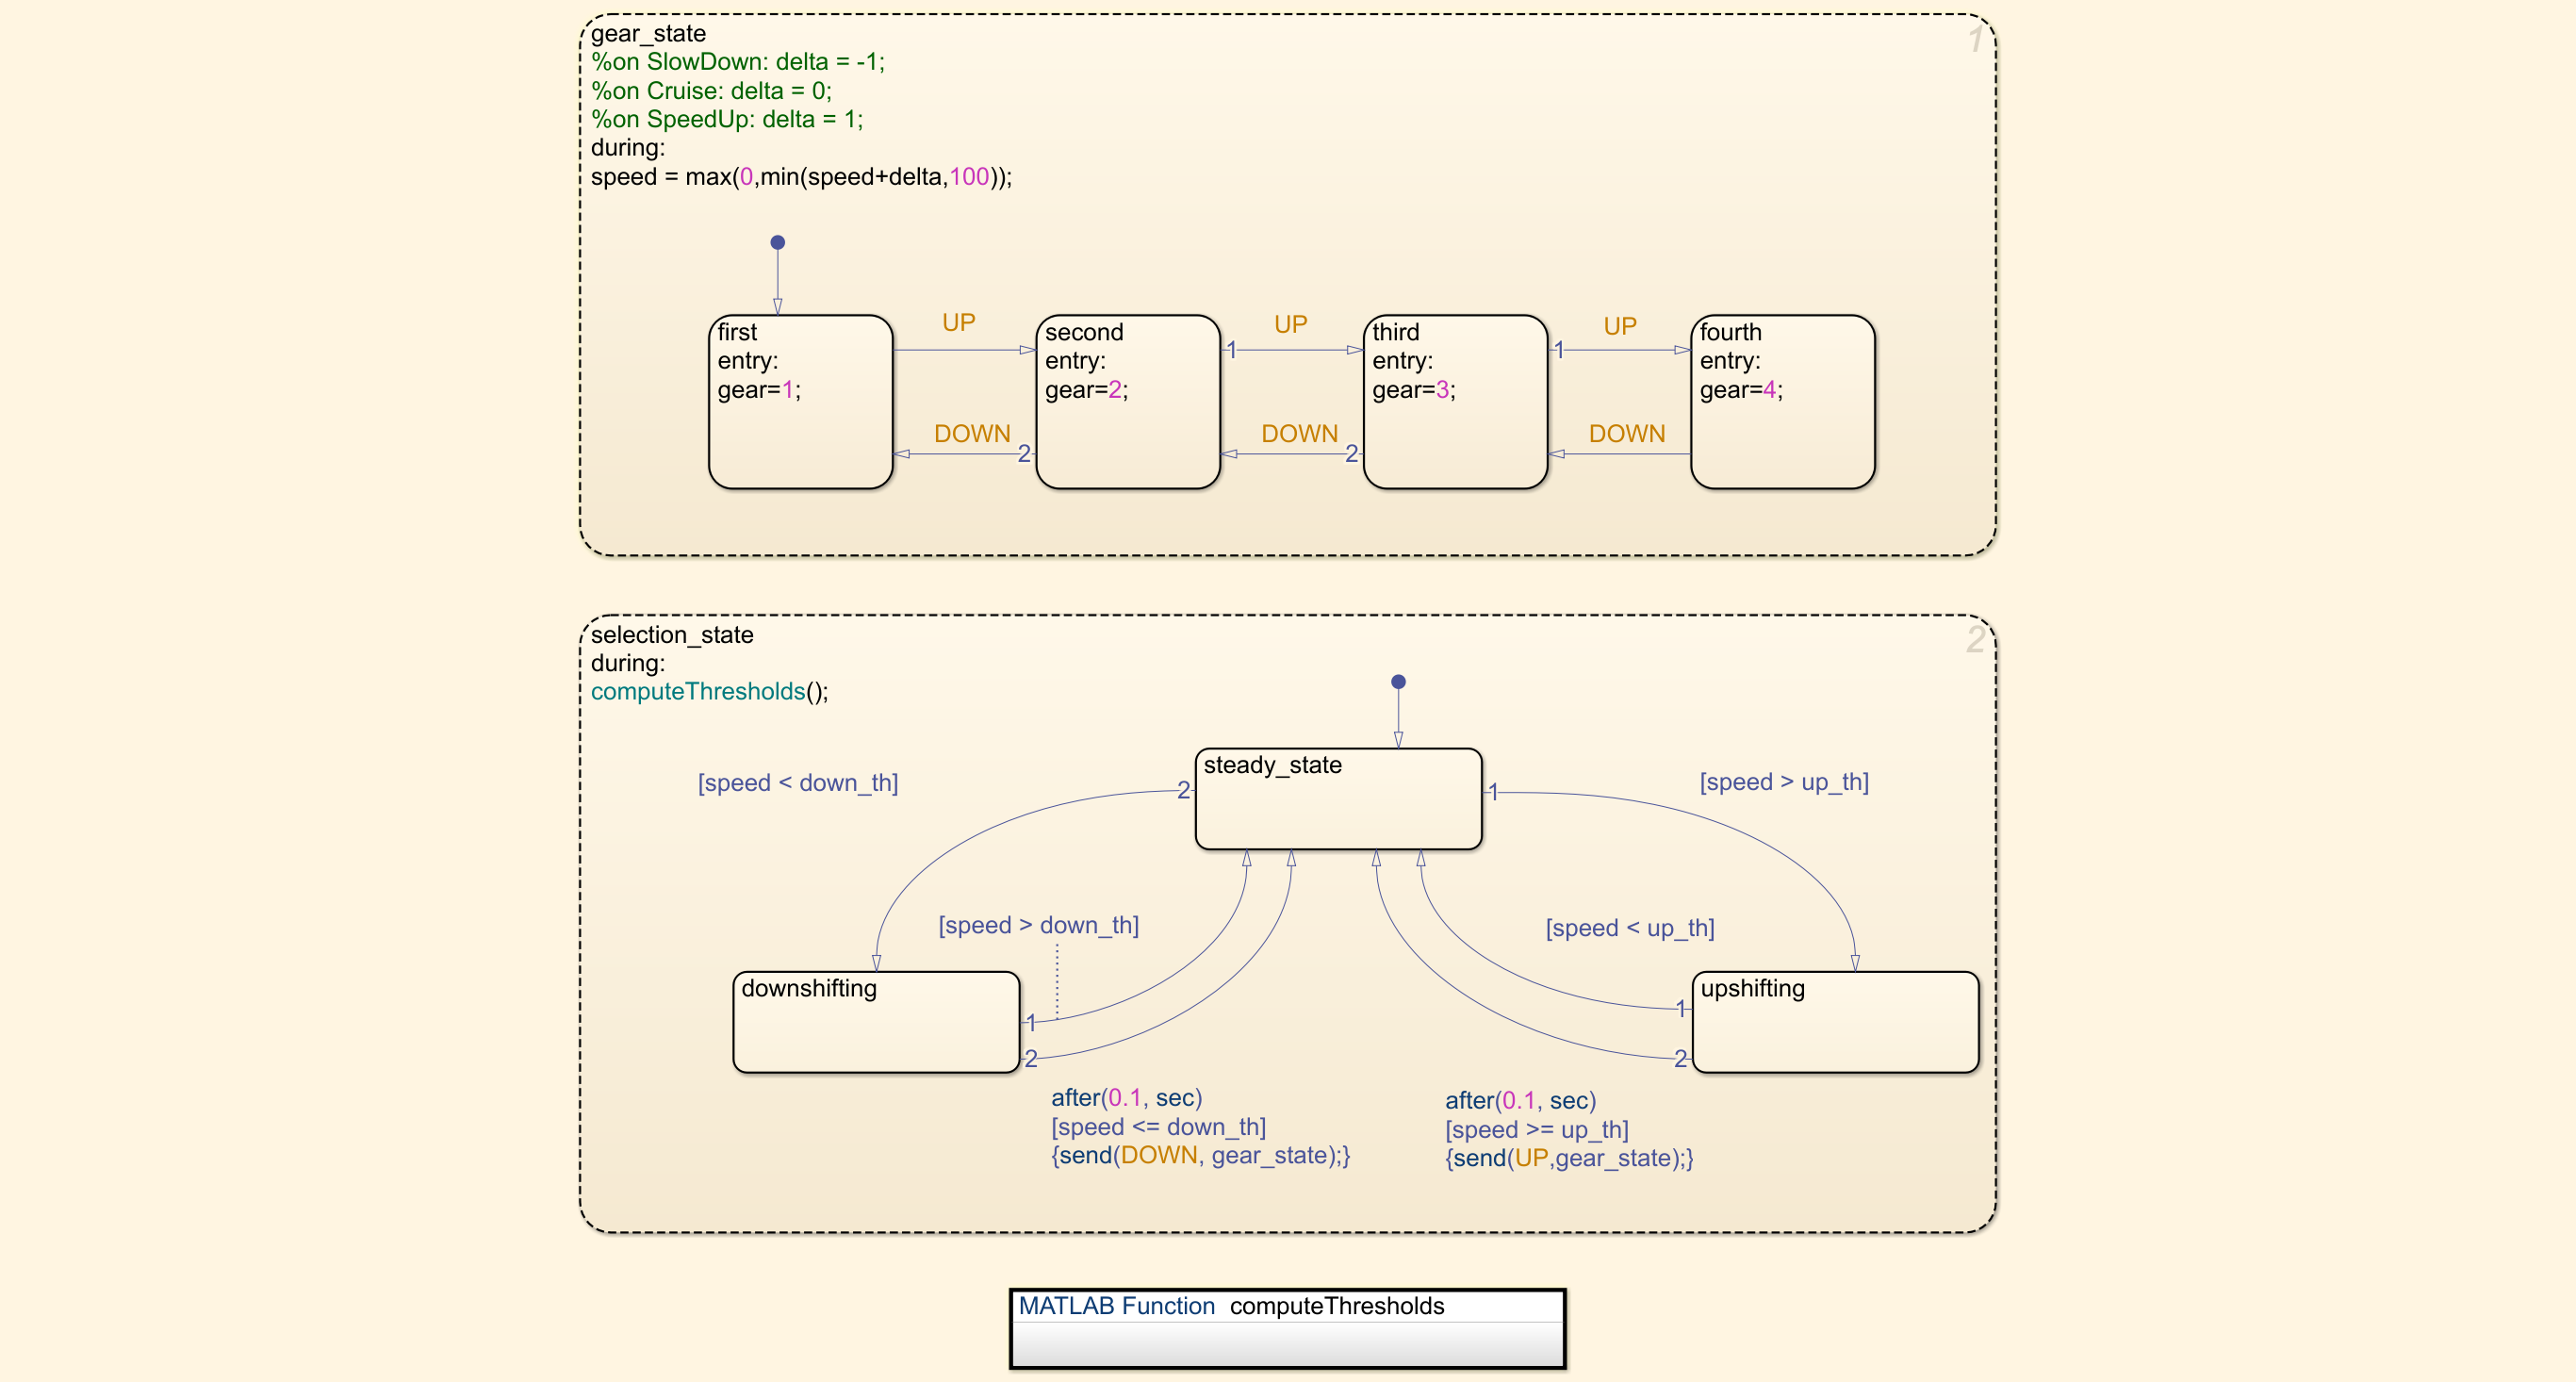 gear_state
1
%on SlowDown: delta = -1;
%on Cruise: delta = 0;
%on SpeedUp: delta = 1;
during:
speed = max(0,min(speed+delta,100));
first
entry:
gear=1;
UP
DOWN
2
second
entry:
gear=2;
1
UP
DOWN
2
third
entry:
gear=3;
1
UP
DOWN
fourth
entry:
gear=4;
selection_state
2
during:
computeThresholds();
steady_state
[speed < down_th]
2
1
[speed > up_th]
[speed > down_th]
[speed < up_th]
downshifting
1
2
1
2
upshifting
after(0.1, sec)
[speed <= down_th]
{send(DOWN, gear_state);}
after(0.1, sec)
[speed >= up_th]
{send(UP,gear_state);}
MATLAB Function computeThresholds